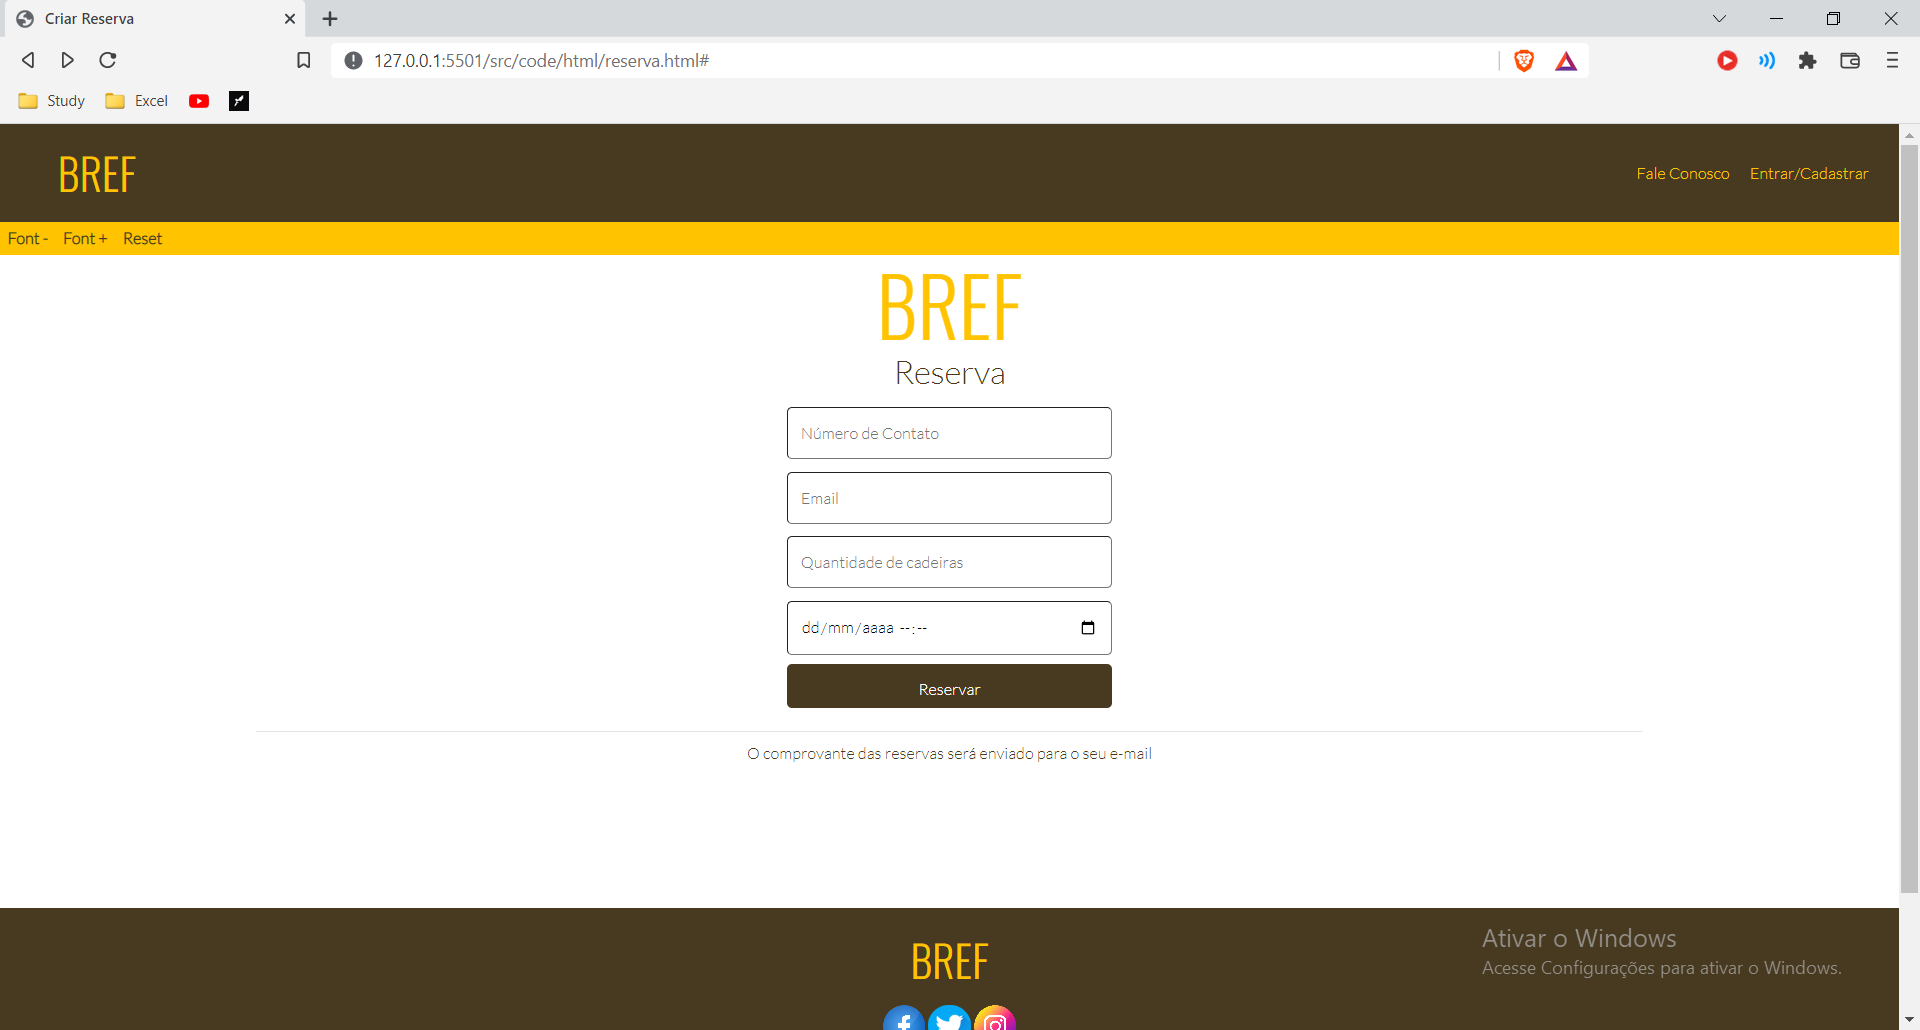 Criar Reserva
127.0.0.1:5501/src/code/html/reserva.html#
Study Excel
BREF
Fale Conosco Entrar/Cadastrar
Font - Font + Reset
BREF
Reserva
Número de Contato
Email
Quantidade de cadeiras
dd/mm/aaaa --:--
Reservar
O comprovante das reservas será enviado para o seu e-mail
BREF
Ativar o Windows
Acesse Configurações para ativar o Windows.